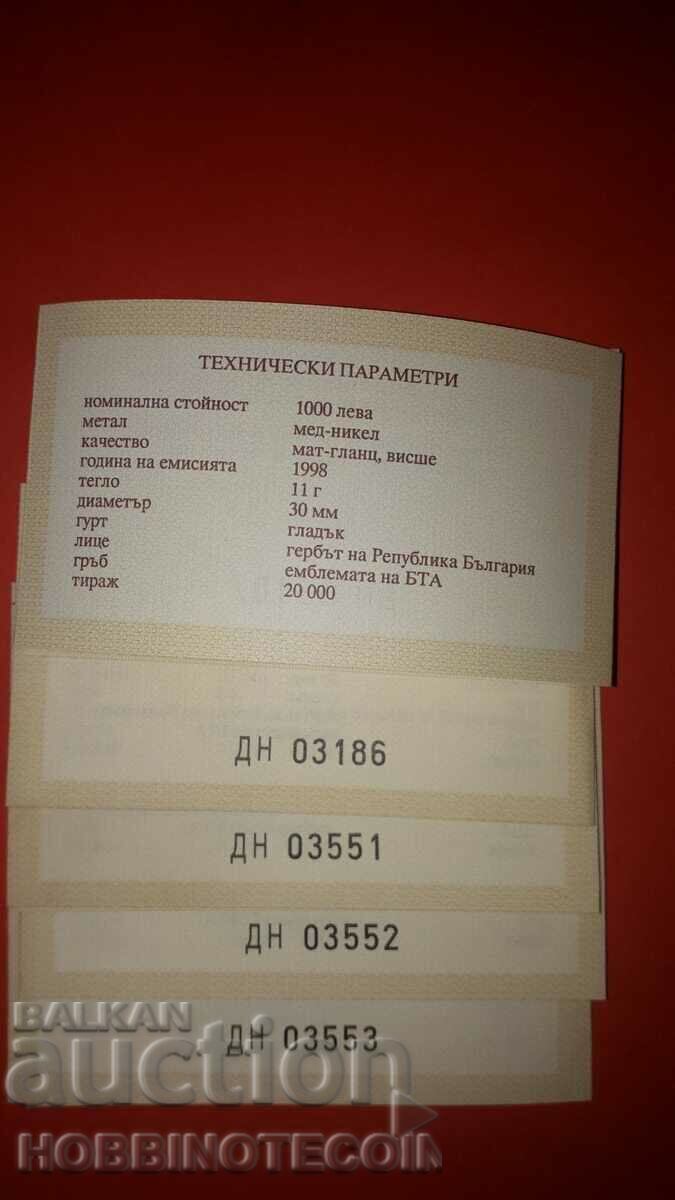 ТЕХНИЧЕСКИ ПАРАМЕТРИ
номинална стойност 1000 лева
метал мед-никел
качество мат-гланц, висше
година на емисията 1998
тегло 11 г
диаметър 30 мм
гурт гладък
лице гербът на Република България
гръб емблемата на БТА
тираж 20 000
ДН 03186
ДН 03551
ДН 03552
ДН 03553
BALKAN
auction
HOBBINOTECOIN